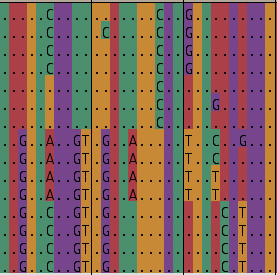 .....C...........C..G.........
.....C.....C.....C..G.........
.....C...........C..G.........
.....C...........C..G.........
.................C............
.................C.....G......
.....C...........C............
..G..A..GT.G..A.....T..C..G...
..G..A..GT.G..A.....T..C......
..G..A..GT.G..A.....T..T......
..G..A..GT.G..A.....T..T......
..G..C..GT.G............C.T...
..G..C..GT.G............C.T...
..G..C..GT.G............C.T...
..G..C..GT.G............C.T...